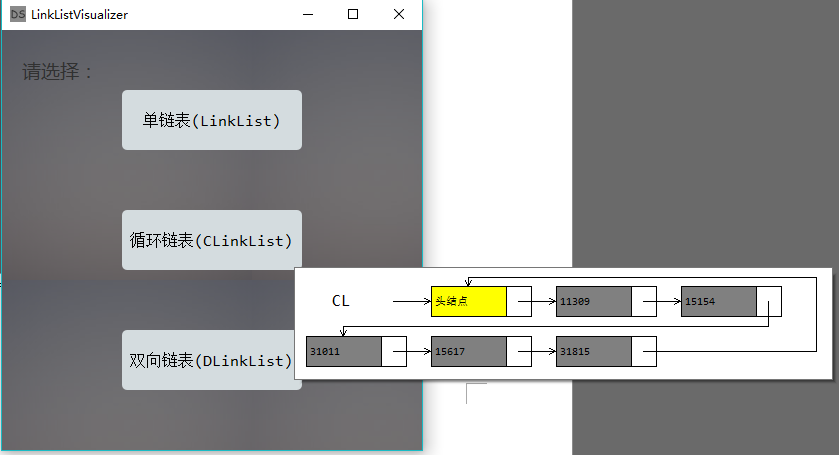 DS LinkListVisualizer
请选择：
单链表(LinkList)
循环链表(CLinkList)
双向链表(DLinkList)
CL 头结点 11309 15154
31011 15617 31815